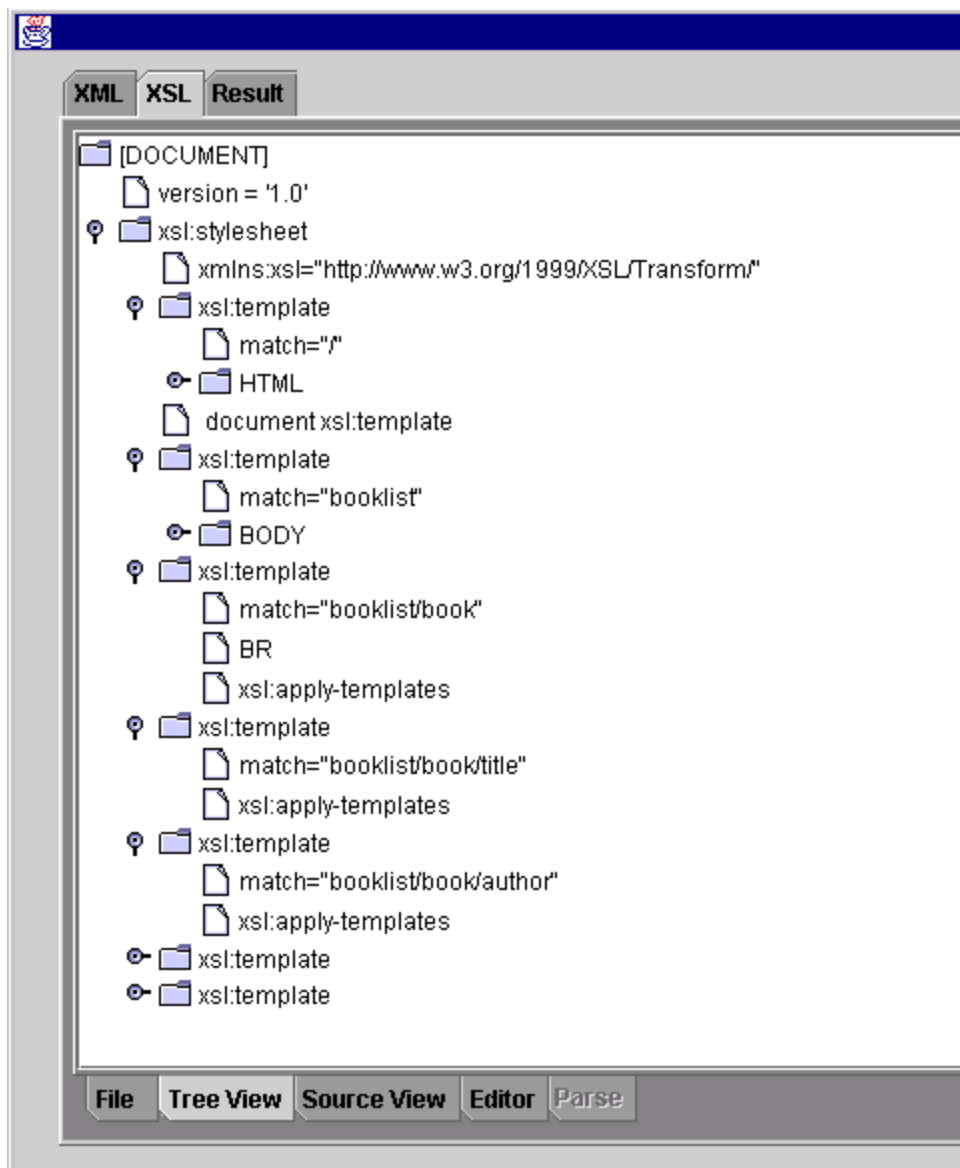 XML XSL Result
[DOCUMENT]
version = '1.0'
xsl:stylesheet
xmlns:xsl="http://www.w3.org/1999/XSL/Transform/"
xsl:template
match="/"
HTML
document xsl:template
xsl:template
match="booklist"
BODY
xsl:template
match="booklist/book"
BR
xsl:apply-templates
xsl:template
match="booklist/book/title"
xsl:apply-templates
xsl:template
match="booklist/book/author"
xsl:apply-templates
xsl:template
xsl:template
File Tree View Source View Editor Parse